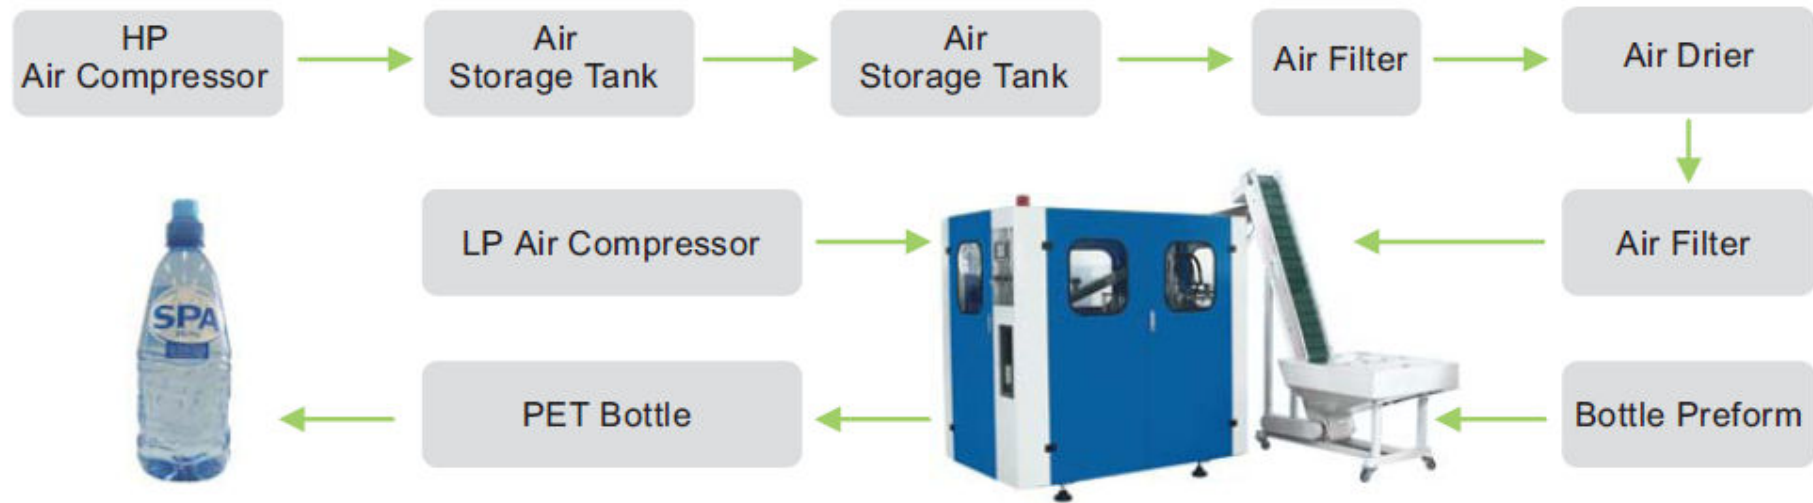 HP
Air Compressor
Air
Storage Tank
Air
Storage Tank
Air Filter
Air Drier
LP Air Compressor
Air Filter
SPA
PET Bottle
Bottle Preform